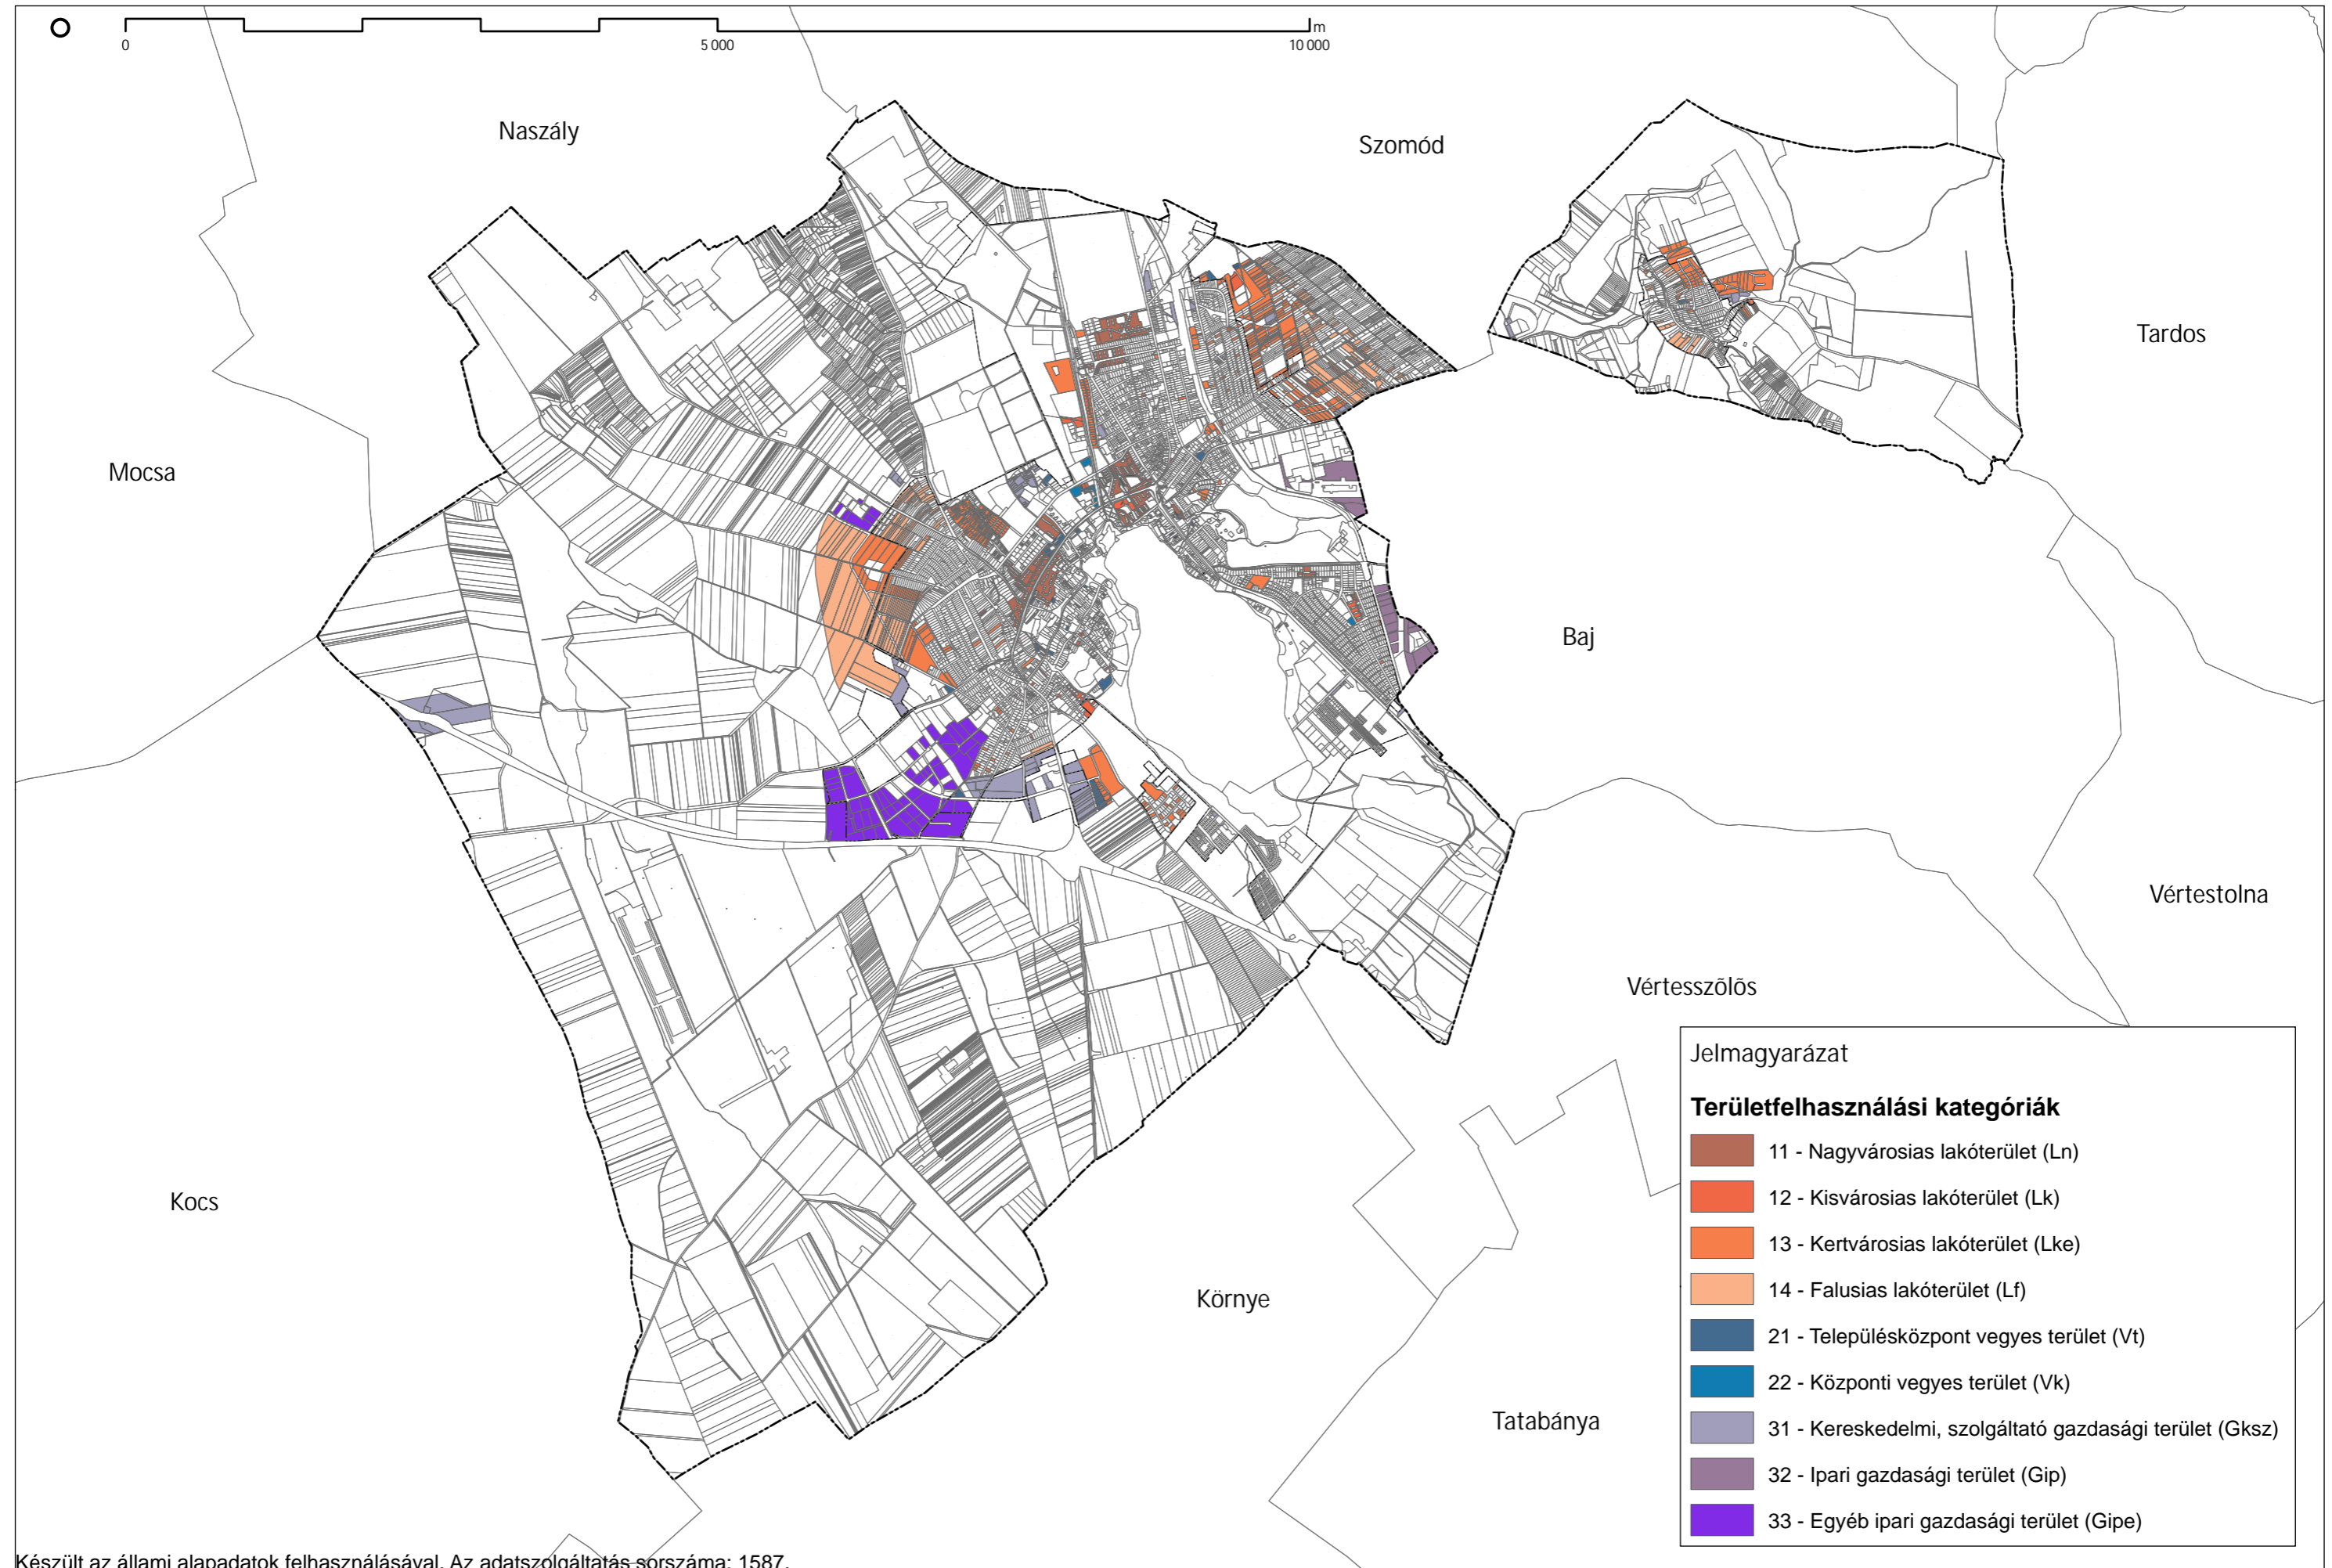 m
0
5 000
10 000
Naszály
Szomód
Tardos
Mocsa
Baj
Vértestolna
Vértesszõlõs
Kocs
Környe
Tatabánya
Jelmagyarázat
Területfelhasználási kategóriák
11 - Nagyvárosias lakóterület (Ln)
12 - Kisvárosias lakóterület (Lk)
13 - Kertvárosias lakóterület (Lke)
14 - Falusias lakóterület (Lf)
21 - Településközpont vegyes terület (Vt)
22 - Központi vegyes terület (Vk)
31 - Kereskedelmi, szolgáltató gazdasági terület (Gksz)
32 - Ipari gazdasági terület (Gip)
33 - Egyéb ipari gazdasági terület (Gipe)
Készült az állami alapadatok felhasználásával. Az adatszolgáltatás sorszáma: 1587.